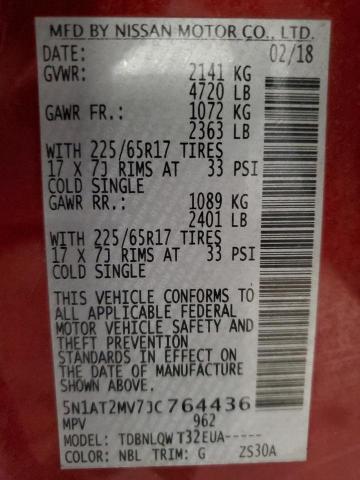 MFD BY NISSAN MOTOR CO., LTD.
DATE: 02/18
GVWR: 2141 KG
4720 LB
GAWR FR.: 1072 KG
2363 LB
WITH 225/65R17 TIRES
17 X 7J RIMS AT 33 PSI
COLD SINGLE
GAWR RR.: 1089 KG
2401 LB
WITH 225/65R17 TIRES
17 X 7J RIMS AT 33 PSI
COLD SINGLE
THIS VEHICLE CONFORMS TO
ALL APPLICABLE FEDERAL
MOTOR VEHICLE SAFETY AND
THEFT PREVENTION
STANDARDS IN EFFECT ON
THE DATE OF MANUFACTURE
SHOWN ABOVE.
5N1AT2MV7JC764436
MPV 962
MODEL: TDBNLQW T32EUA-----
COLOR: NBL TRIM: G ZS30A